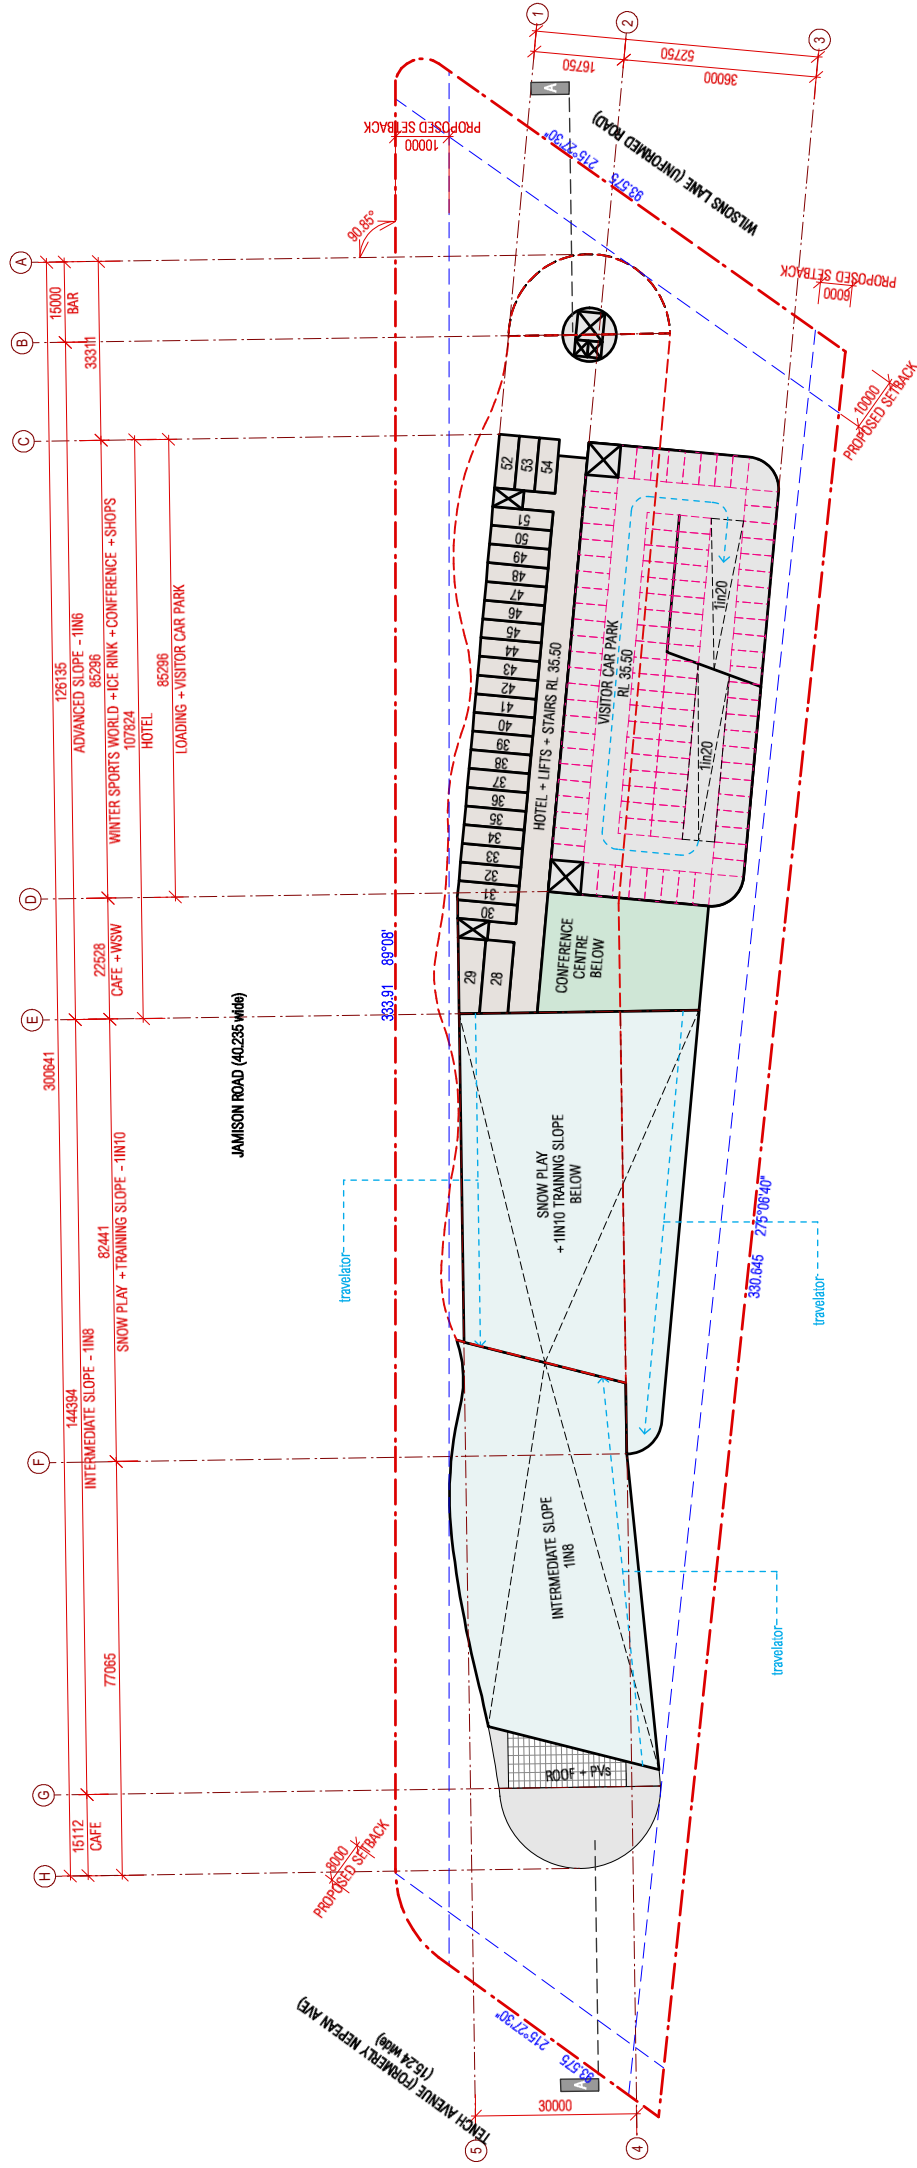 1
2
3
16750
52750
36000
A
WILSONS LANE (UNFORMED ROAD)
215°27'30"
93.575
PROPOSED SETBACK
10000
90.85°
PROPOSED SETBACK
6000
10000
PROPOSED SETBACK
A
B
C
D
E
F
G
H
300641
15000
BAR
126135
ADVANCED SLOPE - 1IN6
144394
INTERMEDIATE SLOPE - 1IN8
15112
CAFE
33311
85296
WINTER SPORTS WORLD + ICE RINK + CONFERENCE + SHOPS
22528
CAFE + WSW
82441
SNOW PLAY + TRAINING SLOPE - 1IN10
77065
107824
HOTEL
85296
LOADING + VISITOR CAR PARK
JAMISON ROAD (40.235 wide)
333.91 89°08'
52
53
54
51
50
49
48
47
46
45
44
43
42
41
40
39
38
37
36
35
34
33
32
31
30
29
28
HOTEL + LIFTS + STAIRS RL 35.50
VISITOR CAR PARK
RL 35.50
1in20
1in20
CONFERENCE
CENTRE
BELOW
SNOW PLAY
+ 1IN10 TRAINING SLOPE
BELOW
travelator
travelator
travelator
330.645 275°06'40"
INTERMEDIATE SLOPE
1IN8
ROOF + PVs
8000
PROPOSED SETBACK
TENCH AVENUE (FORMERLY NEPEAN AVE)
(15.24 wide)
215°27'30"
93.575
A
30000
5
4